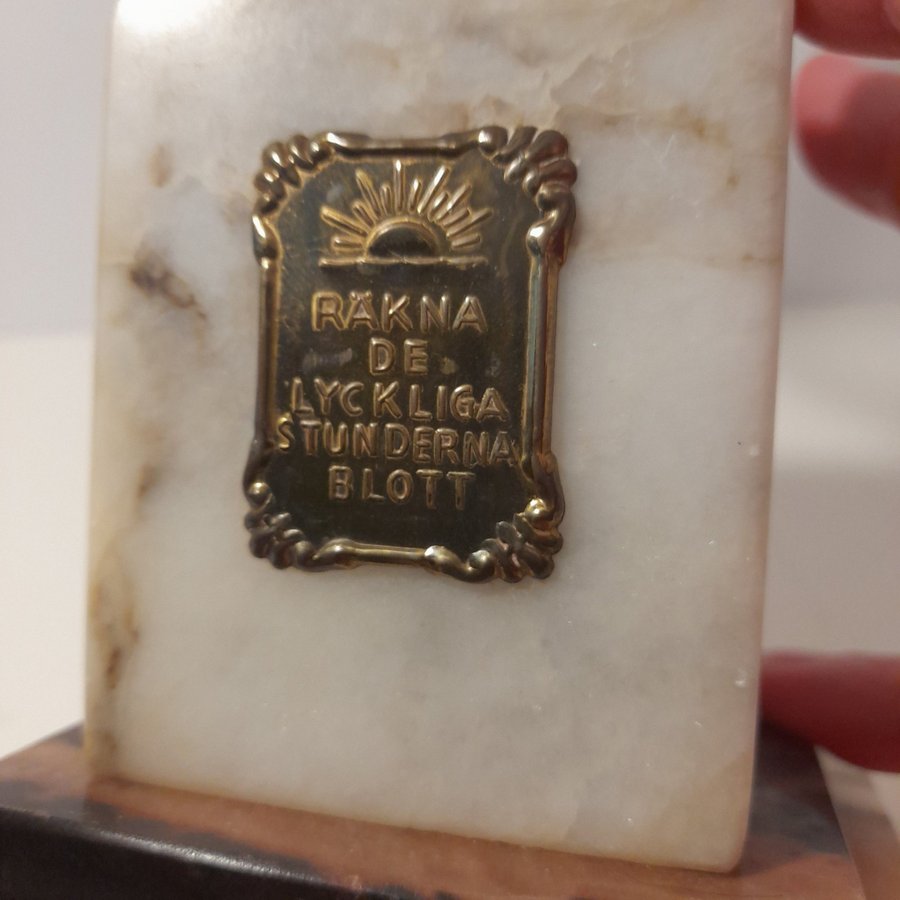 RÄKNA
DE
LYCKLIGA
STUNDERNA
BLOTT